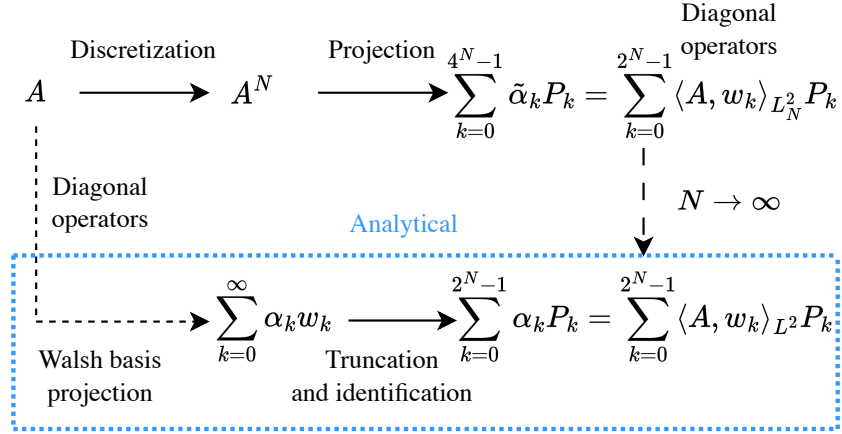 Discretization
Projection
Diagonal
operators
$A$
$A^N$
$\sum_{k=0}^{4^N-1} \tilde{\alpha}_k P_k = \sum_{k=0}^{2^N-1} \langle A, w_k \rangle_{L_N^2} P_k$
Diagonal
operators
$N \to \infty$
Analytical
$\sum_{k=0}^{\infty} \alpha_k w_k$
$\sum_{k=0}^{2^N-1} \alpha_k P_k = \sum_{k=0}^{2^N-1} \langle A, w_k \rangle_{L^2} P_k$
Walsh basis
projection
Truncation
and identification